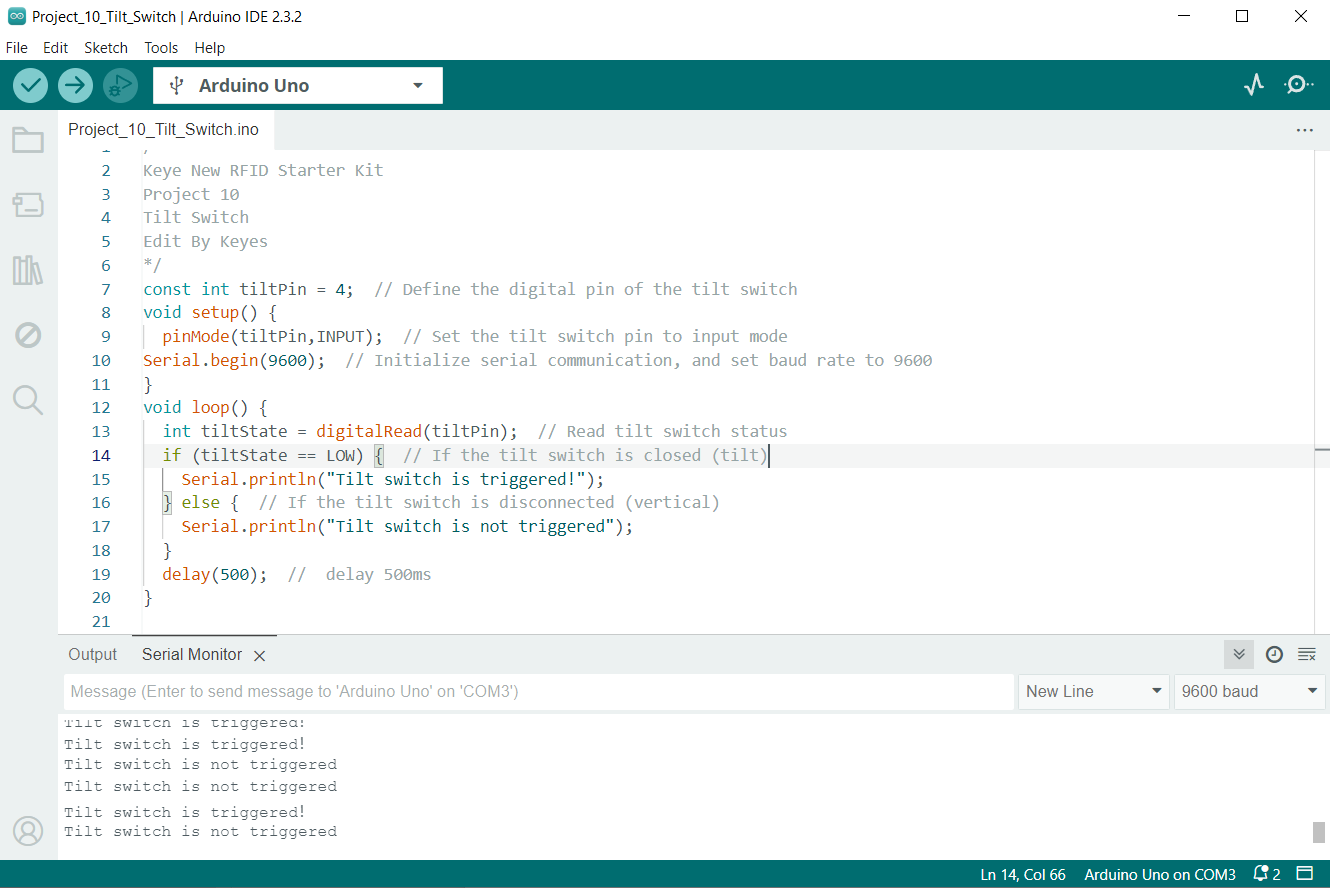 Project_10_Tilt_Switch | Arduino IDE 2.3.2
File Edit Sketch Tools Help
Arduino Uno
Project_10_Tilt_Switch.ino
2 Keye New RFID Starter Kit
3 Project 10
4 Tilt Switch
5 Edit By Keyes
6 */
7 const int tiltPin = 4;  // Define the digital pin of the tilt switch
8 void setup() {
9   pinMode(tiltPin,INPUT);  // Set the tilt switch pin to input mode
10 Serial.begin(9600);  // Initialize serial communication, and set baud rate to 9600
11 }
12 void loop() {
13   int tiltState = digitalRead(tiltPin);  // Read tilt switch status
14   if (tiltState == LOW) {  // If the tilt switch is closed (tilt)
15     Serial.println("Tilt switch is triggered!");
16   } else {  // If the tilt switch is disconnected (vertical)
17     Serial.println("Tilt switch is not triggered");
18   }
19   delay(500);  //  delay 500ms
20 }
21
Output Serial Monitor
Message (Enter to send message to 'Arduino Uno' on 'COM3') New Line 9600 baud
Tilt switch is triggered!
Tilt switch is triggered!
Tilt switch is not triggered
Tilt switch is not triggered
Tilt switch is triggered!
Tilt switch is not triggered
Ln 14, Col 66 Arduino Uno on COM3 2